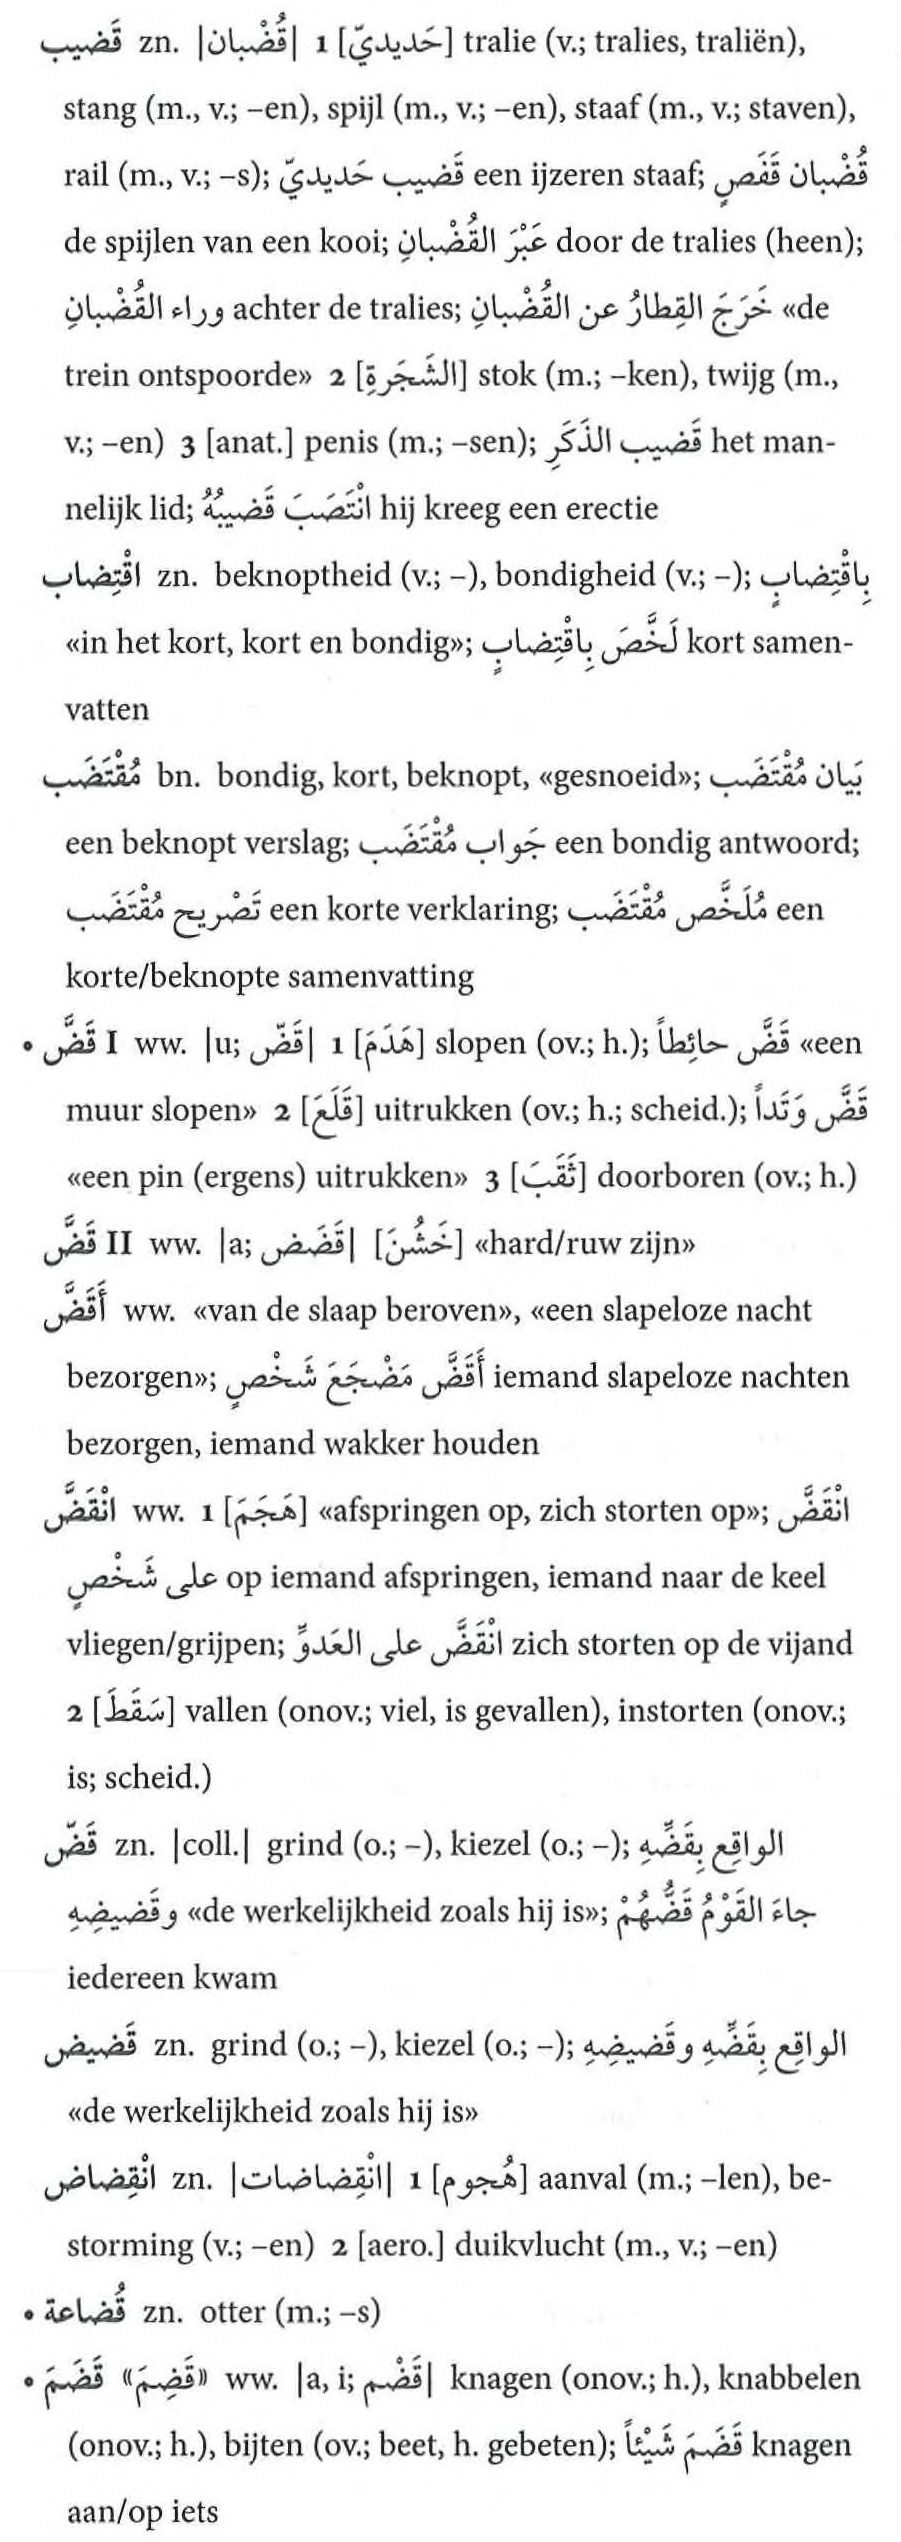 قَضيب zn. |قُضْبان| 1 [حَديديّ] tralie (v.; tralies, traliën),
stang (m., v.; –en), spijl (m., v.; –en), staaf (m., v.; staven),
rail (m., v.; –s); قَضيب حَديديّ een ijzeren staaf; قُضْبان قَفَصٍ
de spijlen van een kooi; عَبْرَ القُضْبانِ door de tralies (heen);
وراء القُضْبانِ achter de tralies; خَرَجَ القِطارُ عن القُضْبانِ «de
trein ontspoorde» 2 [الشَجَرةِ] stok (m.; –ken), twijg (m.,
v.; –en) 3 [anat.] penis (m.; –sen); قَضيب الذَكَرِ het man-
nelijk lid; انْتَصَبَ قَضيبُهُ hij kreeg een erectie
اقْتِضاب zn. beknoptheid (v.; –), bondigheid (v.; –); بِاقْتِضابٍ
«in het kort, kort en bondig»; لَخَّصَ بِاقْتِضابٍ kort samen-
vatten
مُقْتَضَب bn. bondig, kort, beknopt, «gesnoeid»; بَيان مُقْتَضَب
een beknopt verslag; جَواب مُقْتَضَب een bondig antwoord;
تَصْريح مُقْتَضَب een korte verklaring; مُلَخَّص مُقْتَضَب een
korte/beknopte samenvatting
• قَضَّ I ww. |u; قَضّ| 1 [هَدَمَ] slopen (ov.; h.); قَضَّ حائِطاً «een
muur slopen» 2 [قَلَعَ] uitrukken (ov.; h.; scheid.); قَضَّ وَتَداً
«een pin (ergens) uitrukken» 3 [ثَقَبَ] doorboren (ov.; h.)
قَضَّ II ww. |a; قَضَض| [خَشُنَ] «hard/ruw zijn»
أَقَضَّ ww. «van de slaap beroven», «een slapeloze nacht
bezorgen»; أَقَضَّ مَضْجَعَ شَخْصٍ iemand slapeloze nachten
bezorgen, iemand wakker houden
انْقَضَّ ww. 1 [هَجَمَ] «afspringen op, zich storten op»; انْقَضَّ
على شَخْصٍ op iemand afspringen, iemand naar de keel
vliegen/grijpen; انْقَضَّ على العَدوِّ zich storten op de vijand
2 [سَقَطَ] vallen (onov.; viel, is gevallen), instorten (onov.;
is; scheid.)
قَضّ zn. |coll.| grind (o.; –), kiezel (o.; –); الواقِع بِقَضِّهِ
وقَضيضِهِ «de werkelijkheid zoals hij is»; جاءَ القَوْمُ قَضُّهُمْ
iedereen kwam
قَضيض zn. grind (o.; –), kiezel (o.; –); الواقِع بِقَضِّهِ وقَضيضِهِ
«de werkelijkheid zoals hij is»
انْقِضاض zn. |انْقِضاضات| 1 [هُجوم] aanval (m.; –len), be-
storming (v.; –en) 2 [aero.] duikvlucht (m., v.; –en)
• قُضاعة zn. otter (m.; –s)
• قَضَمَ «قَضِمَ» ww. |a, i; قَضْم| knagen (onov.; h.), knabbelen
(onov.; h.), bijten (ov.; beet, h. gebeten); قَضَمَ شَيْئاً knagen
aan/op iets